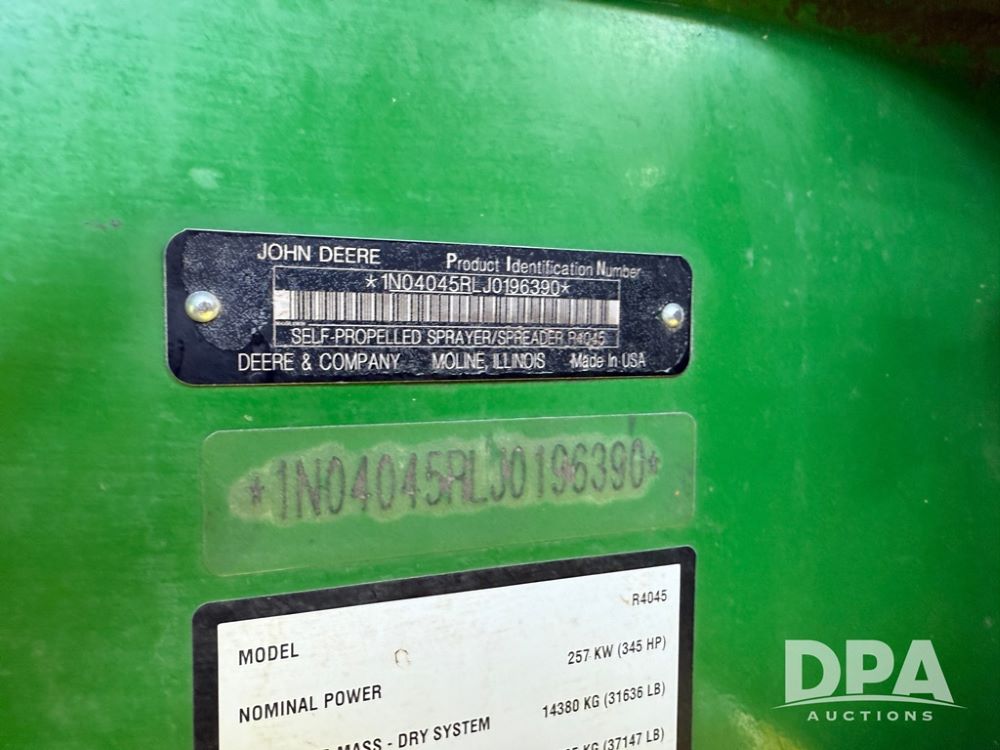 JOHN DEERE Product Identification Number
*1N04045RLJ0196390*
SELF-PROPELLED SPRAYER/SPREADER R4045
DEERE & COMPANY MOLINE, ILLINOIS Made In USA
*1N04045RLJ0196390*
MODEL R4045
NOMINAL POWER 257 KW (345 HP)
MASS - DRY SYSTEM 14380 KG (31636 LB)
KG (37147 LB)
DPA
AUCTIONS